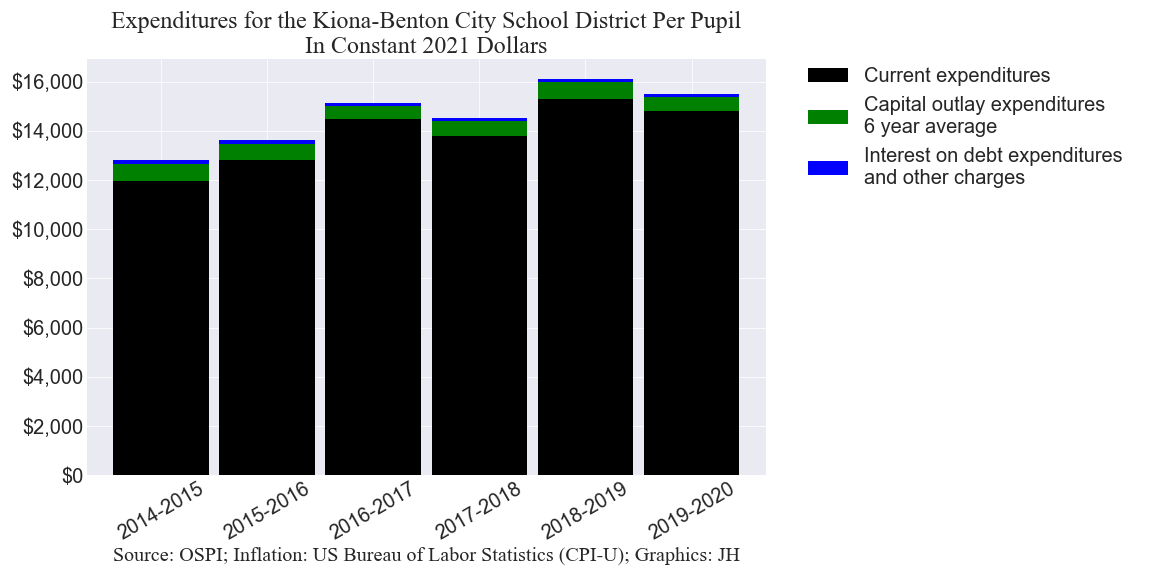 Expenditures for the Kiona-Benton City School District Per Pupil
In Constant 2021 Dollars
$16,000
$14,000
$12,000
$10,000
$8,000
$6,000
$4,000
$2,000
$0
2014-2015
2015-2016
2016-2017
2017-2018
2018-2019
2019-2020
Source: OSPI; Inflation: US Bureau of Labor Statistics (CPI-U); Graphics: JH
Current expenditures
Capital outlay expenditures
6 year average
Interest on debt expenditures
and other charges